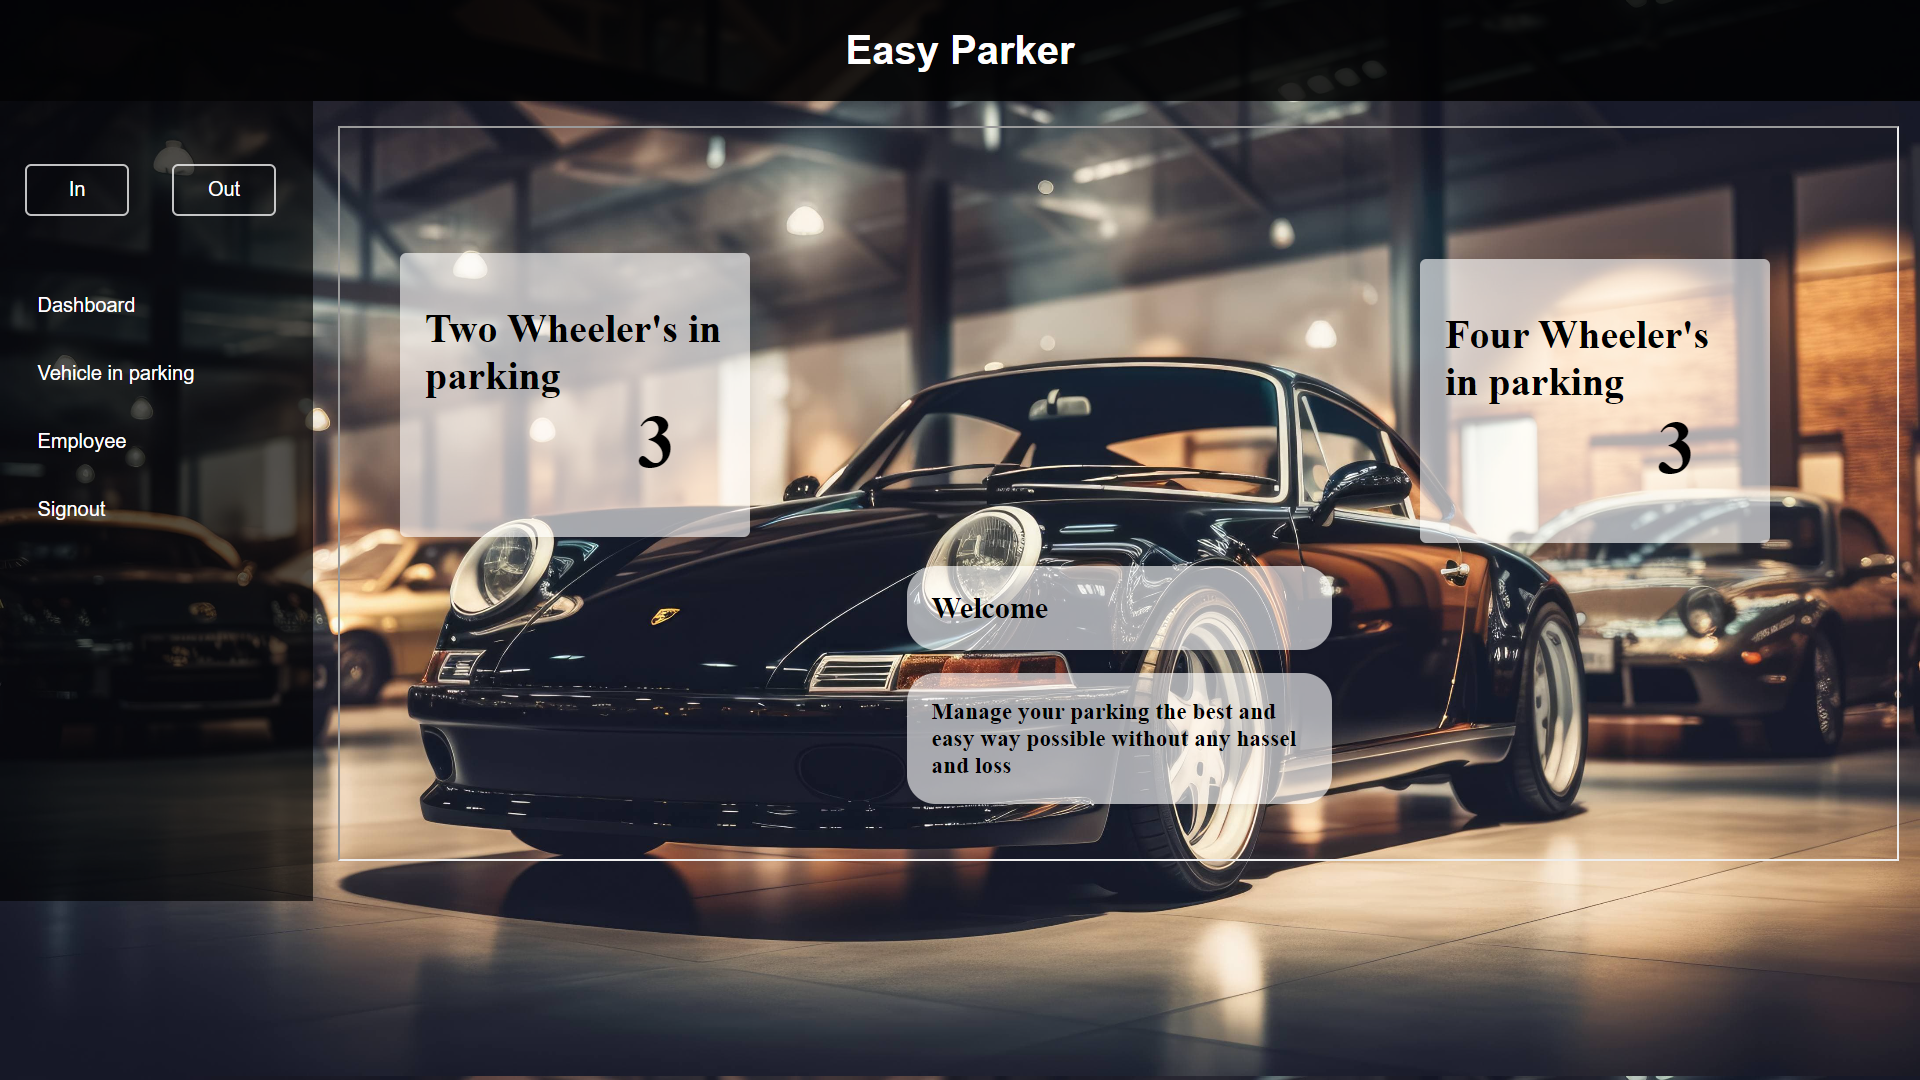 Easy Parker
In
Out
Dashboard
Vehicle in parking
Employee
Signout
Two Wheeler's in
parking
3
Four Wheeler's
in parking
3
Welcome
Manage your parking the best and
easy way possible without any hassel
and loss